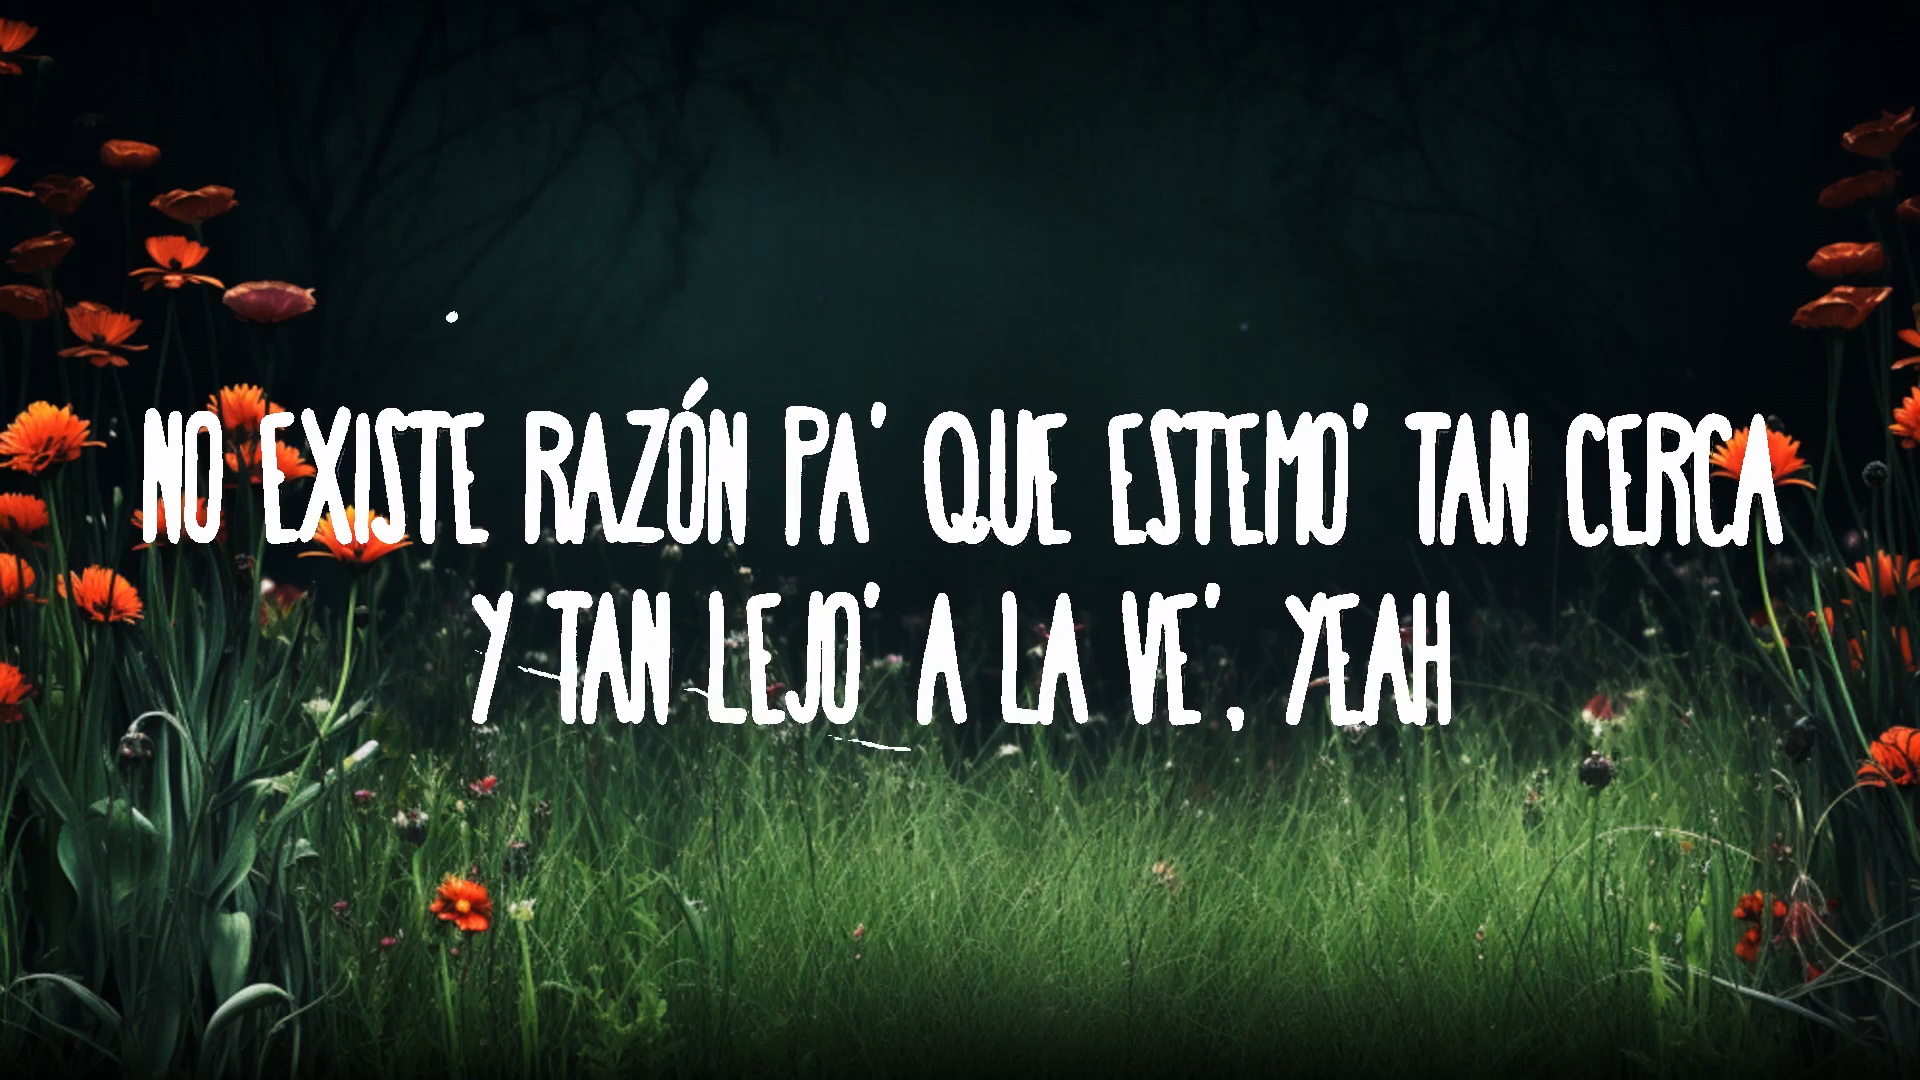 NO EXISTE RAZÓN PA' QUE ESTEMO' TAN CERCA
Y TAN LEJO' A LA VE', YEAH